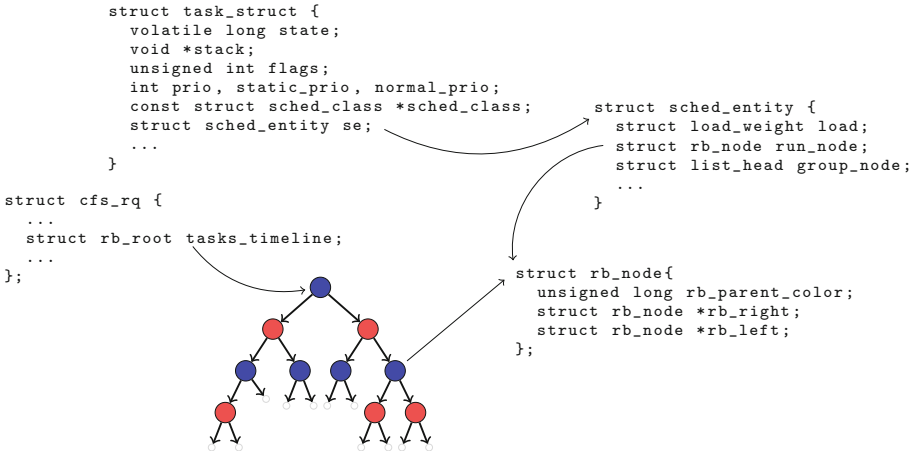 struct task_struct {
volatile long state;
void *stack;
unsigned int flags;
int prio, static_prio, normal_prio;
const struct sched_class *sched_class;
struct sched_entity se;
...
}
struct sched_entity {
struct load_weight load;
struct rb_node run_node;
struct list_head group_node;
...
}
struct cfs_rq {
...
struct rb_root tasks_timeline;
...
};
struct rb_node{
unsigned long rb_parent_color;
struct rb_node *rb_right;
struct rb_node *rb_left;
};